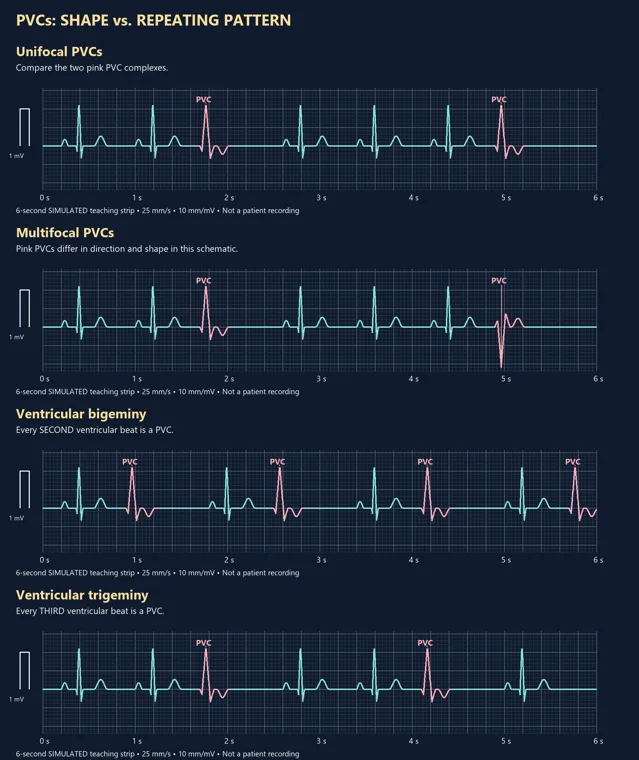 PVCs: SHAPE vs. REPEATING PATTERN
Unifocal PVCs
Compare the two pink PVC complexes.
PVC PVC
1 mV
0 s 1 s 2 s 3 s 4 s 5 s 6 s
6-second SIMULATED teaching strip • 25 mm/s • 10 mm/mV • Not a patient recording
Multifocal PVCs
Pink PVCs differ in direction and shape in this schematic.
PVC PVC
1 mV
0 s 1 s 2 s 3 s 4 s 5 s 6 s
6-second SIMULATED teaching strip • 25 mm/s • 10 mm/mV • Not a patient recording
Ventricular bigeminy
Every SECOND ventricular beat is a PVC.
PVC PVC PVC PVC
1 mV
0 s 1 s 2 s 3 s 4 s 5 s 6 s
6-second SIMULATED teaching strip • 25 mm/s • 10 mm/mV • Not a patient recording
Ventricular trigeminy
Every THIRD ventricular beat is a PVC.
PVC PVC
1 mV
0 s 1 s 2 s 3 s 4 s 5 s 6 s
6-second SIMULATED teaching strip • 25 mm/s • 10 mm/mV • Not a patient recording